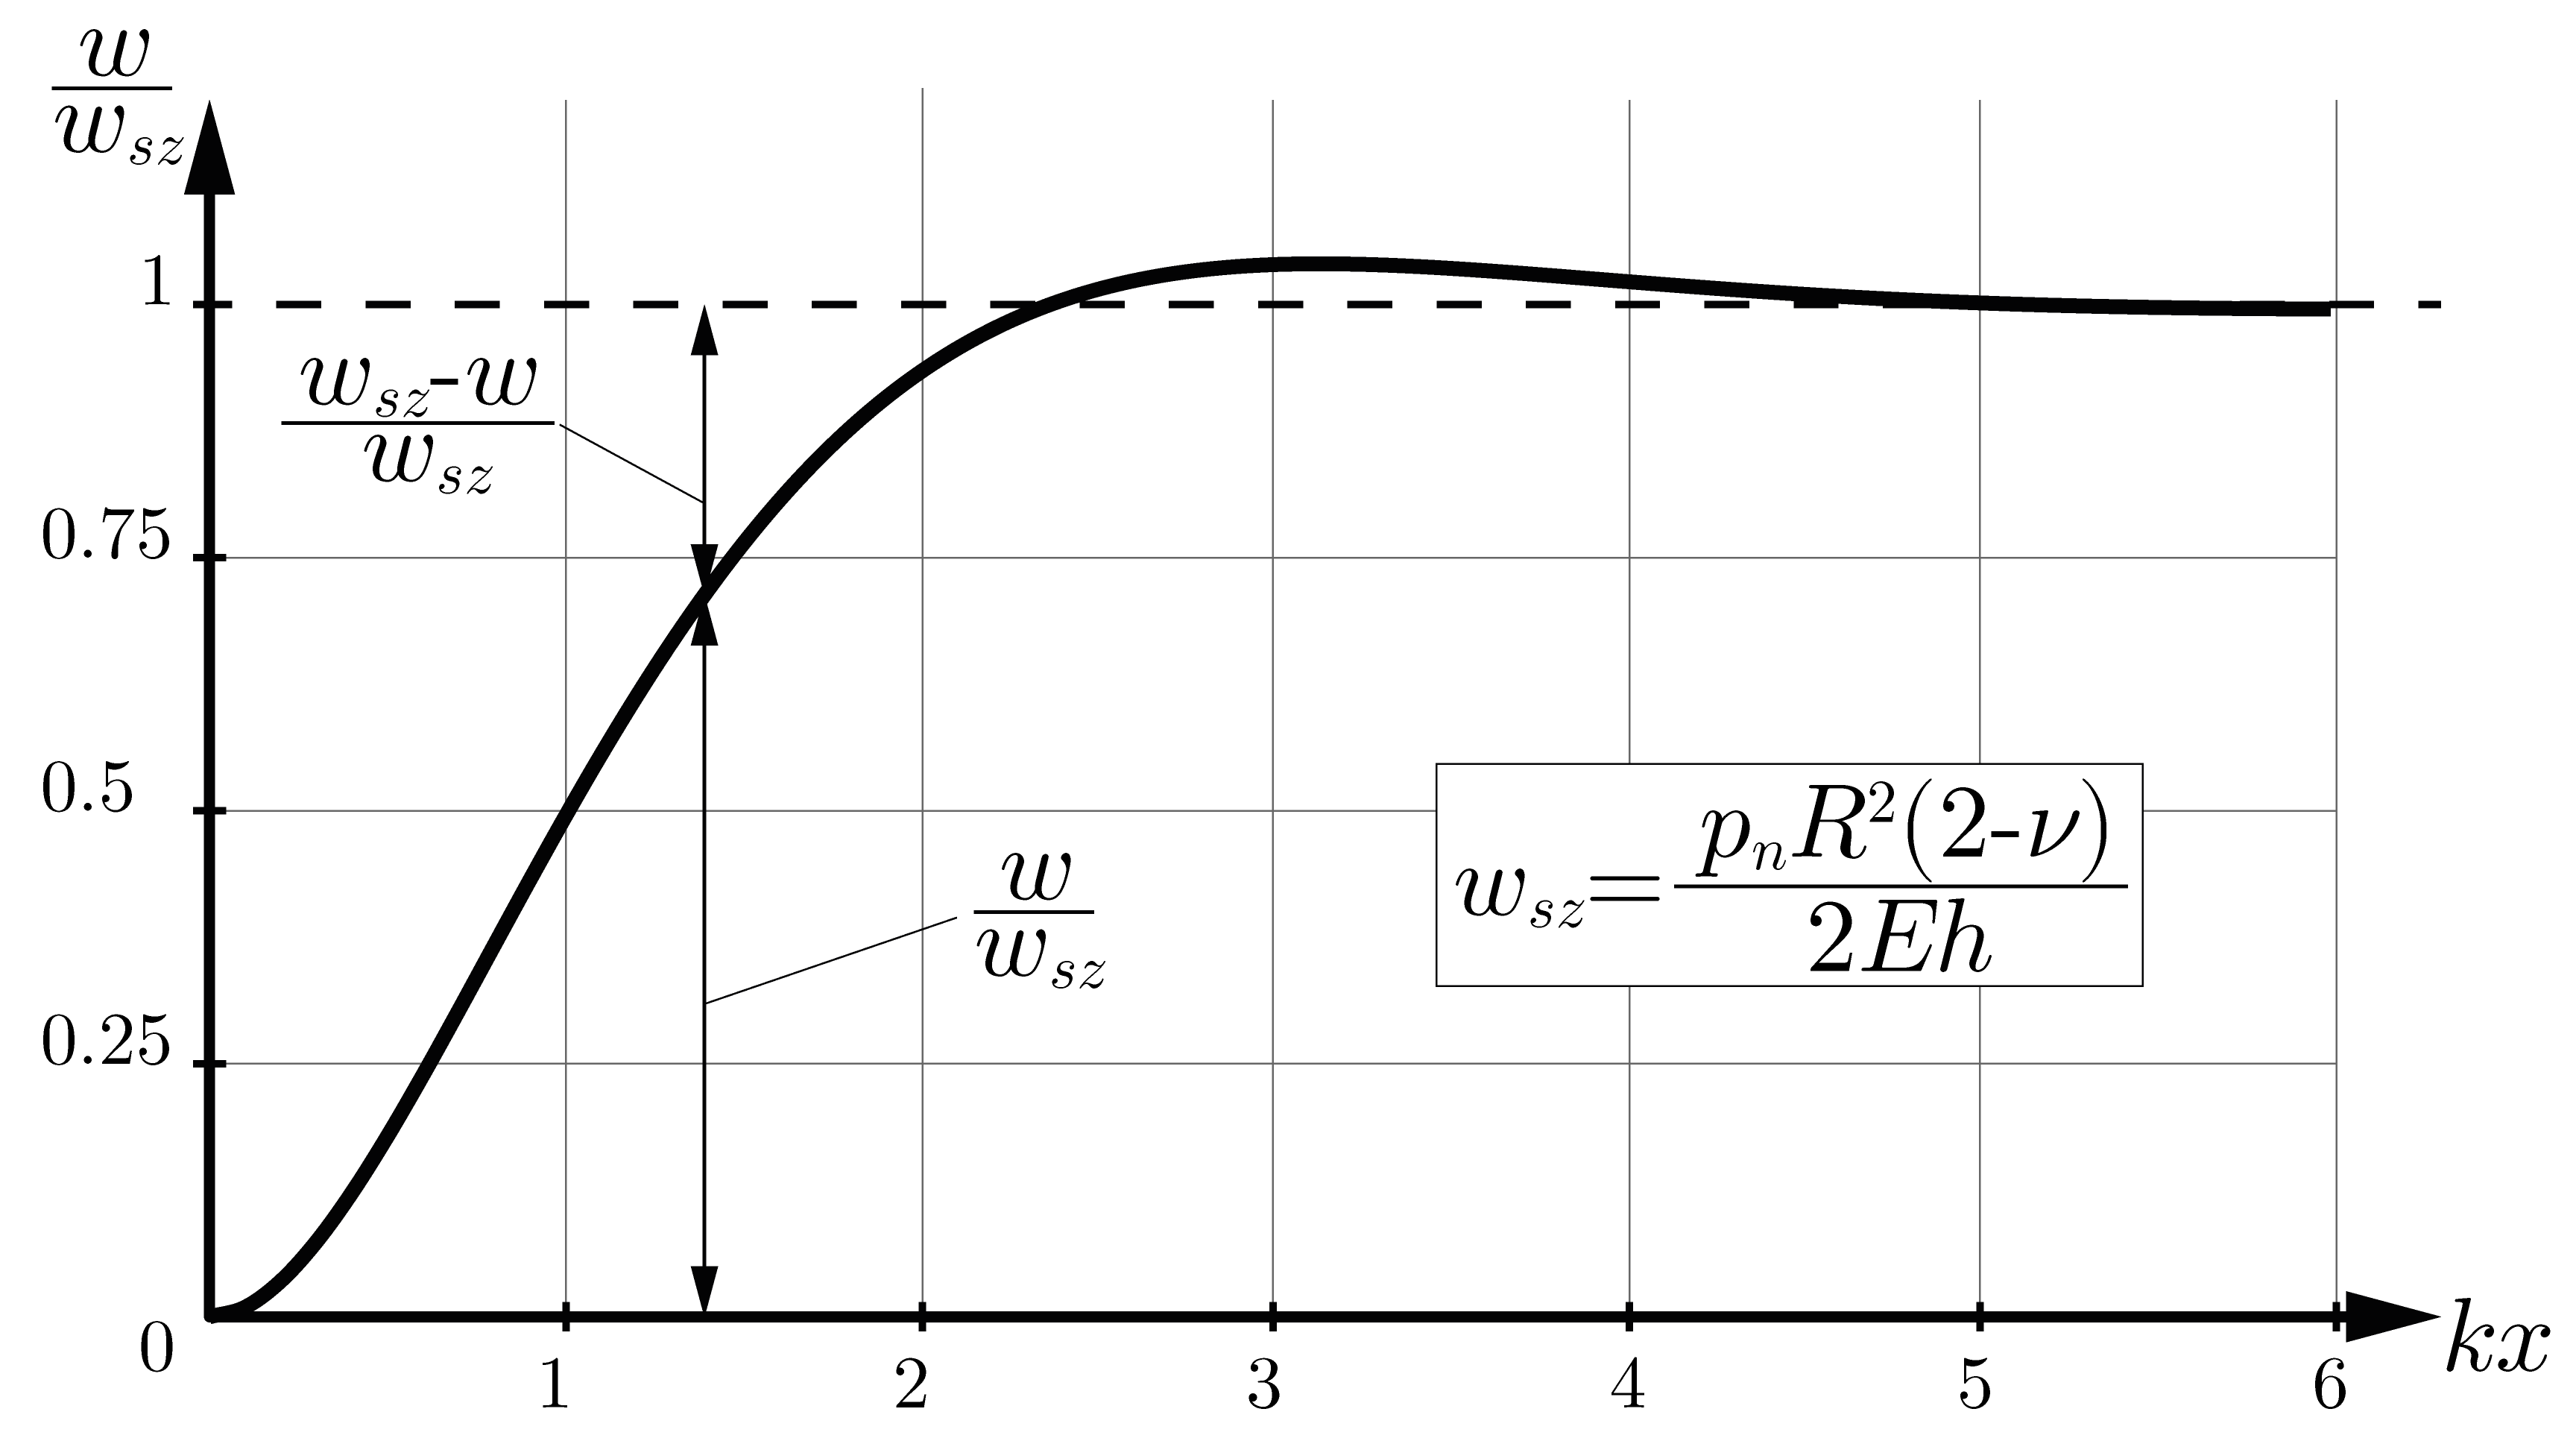 w
w_sz
1
w_sz-w
w_sz
0.75
0.5
w
w_sz
w_sz=p_nR²(2-ν)
2Eh
0.25
0
1 2 3 4 5 6
kx